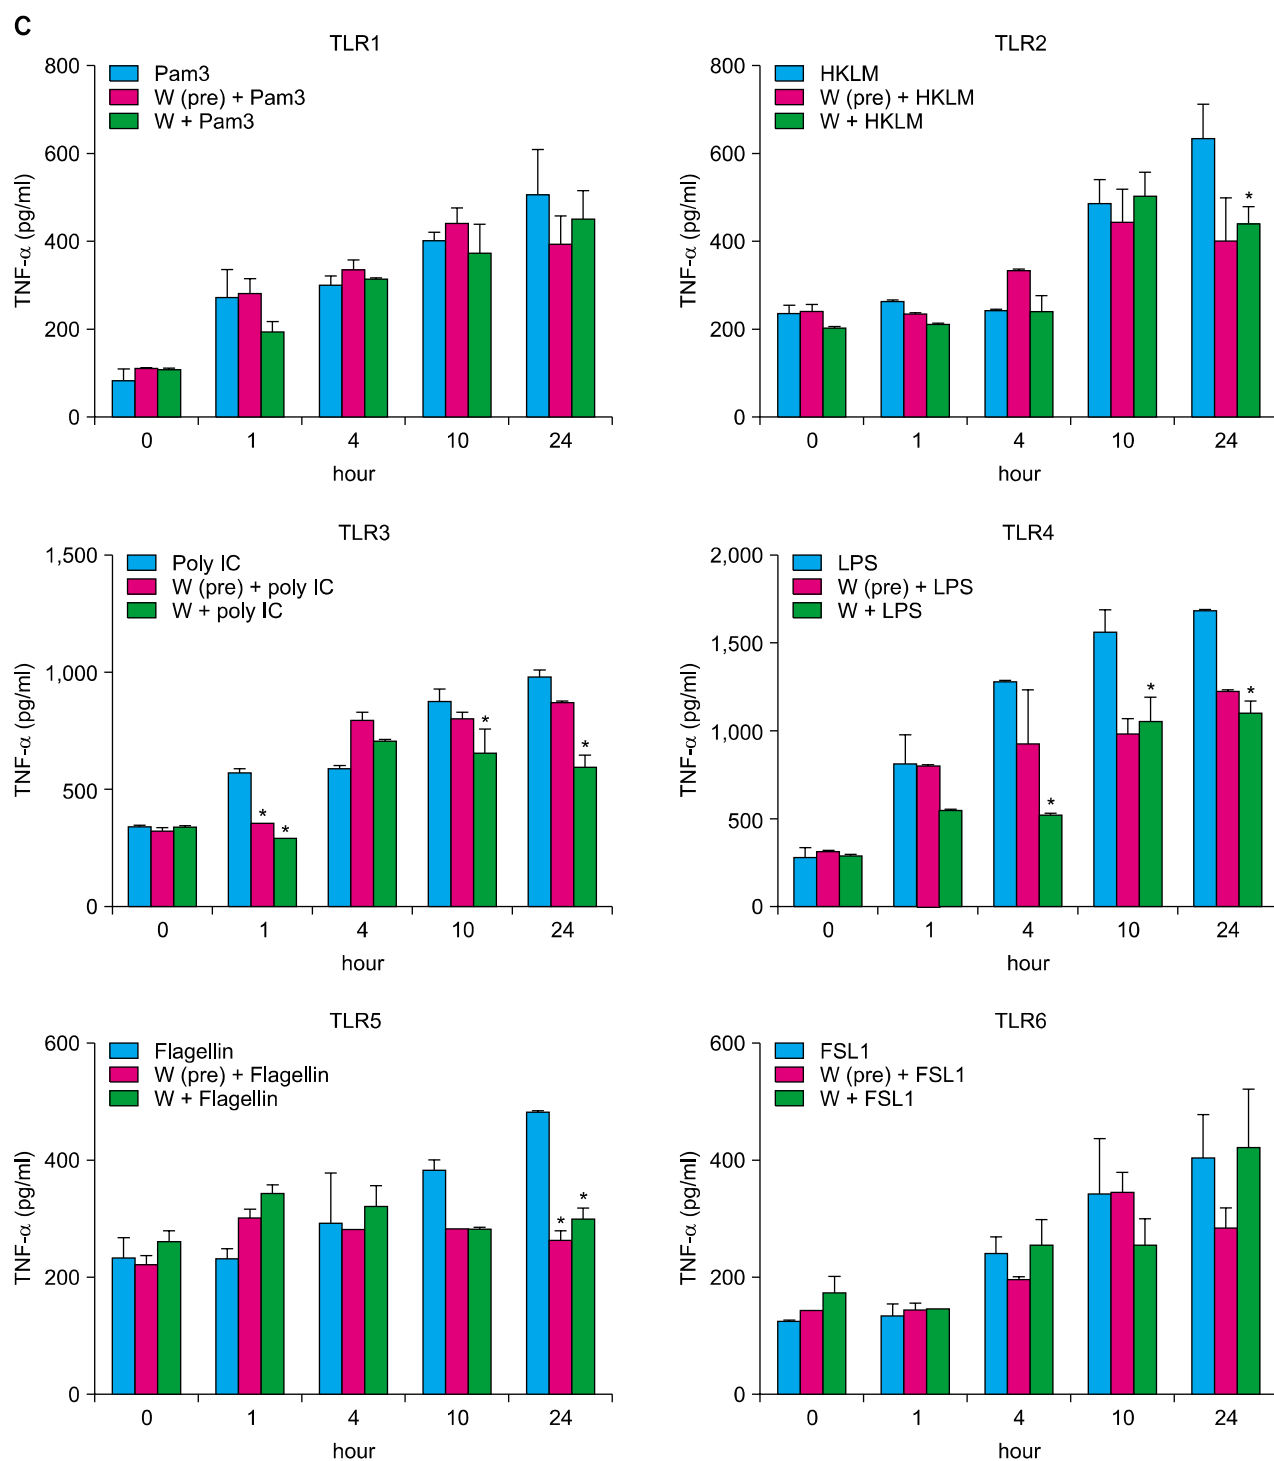 C
TLR1
800
600
400
200
0
TNF-α (pg/ml)
Pam3
W (pre) + Pam3
W + Pam3
0 1 4 10 24
hour
TLR2
800
600
400
200
0
TNF-α (pg/ml)
HKLM
W (pre) + HKLM
W + HKLM
*
0 1 4 10 24
hour
TLR3
1,500
1,000
500
0
TNF-α (pg/ml)
Poly IC
W (pre) + poly IC
W + poly IC
* * * *
0 1 4 10 24
hour
TLR4
2,000
1,500
1,000
500
0
TNF-α (pg/ml)
LPS
W (pre) + LPS
W + LPS
* * *
0 1 4 10 24
hour
TLR5
600
400
200
0
TNF-α (pg/ml)
Flagellin
W (pre) + Flagellin
W + Flagellin
* *
0 1 4 10 24
hour
TLR6
600
400
200
0
TNF-α (pg/ml)
FSL1
W (pre) + FSL1
W + FSL1
0 1 4 10 24
hour